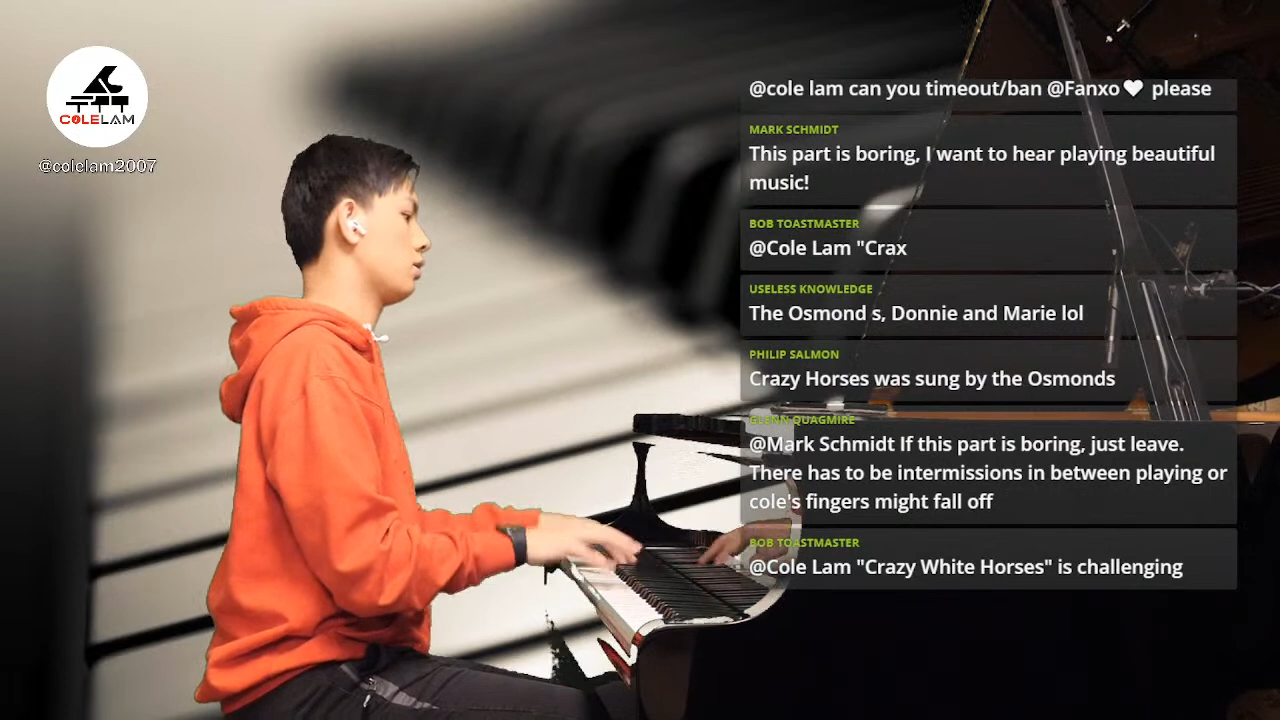 COLELAM
@colelam2007
@cole lam can you timeout/ban @Fanxo🤍 please
MARK SCHMIDT
This part is boring, I want to hear playing beautiful
music!
BOB TOASTMASTER
@Cole Lam "Crax
USELESS KNOWLEDGE
The Osmond s, Donnie and Marie lol
PHILIP SALMON
Crazy Horses was sung by the Osmonds
GLENN QUAGMIRE
@Mark Schmidt If this part is boring, just leave.
There has to be intermissions in between playing or
cole's fingers might fall off
BOB TOASTMASTER
@Cole Lam "Crazy White Horses" is challenging